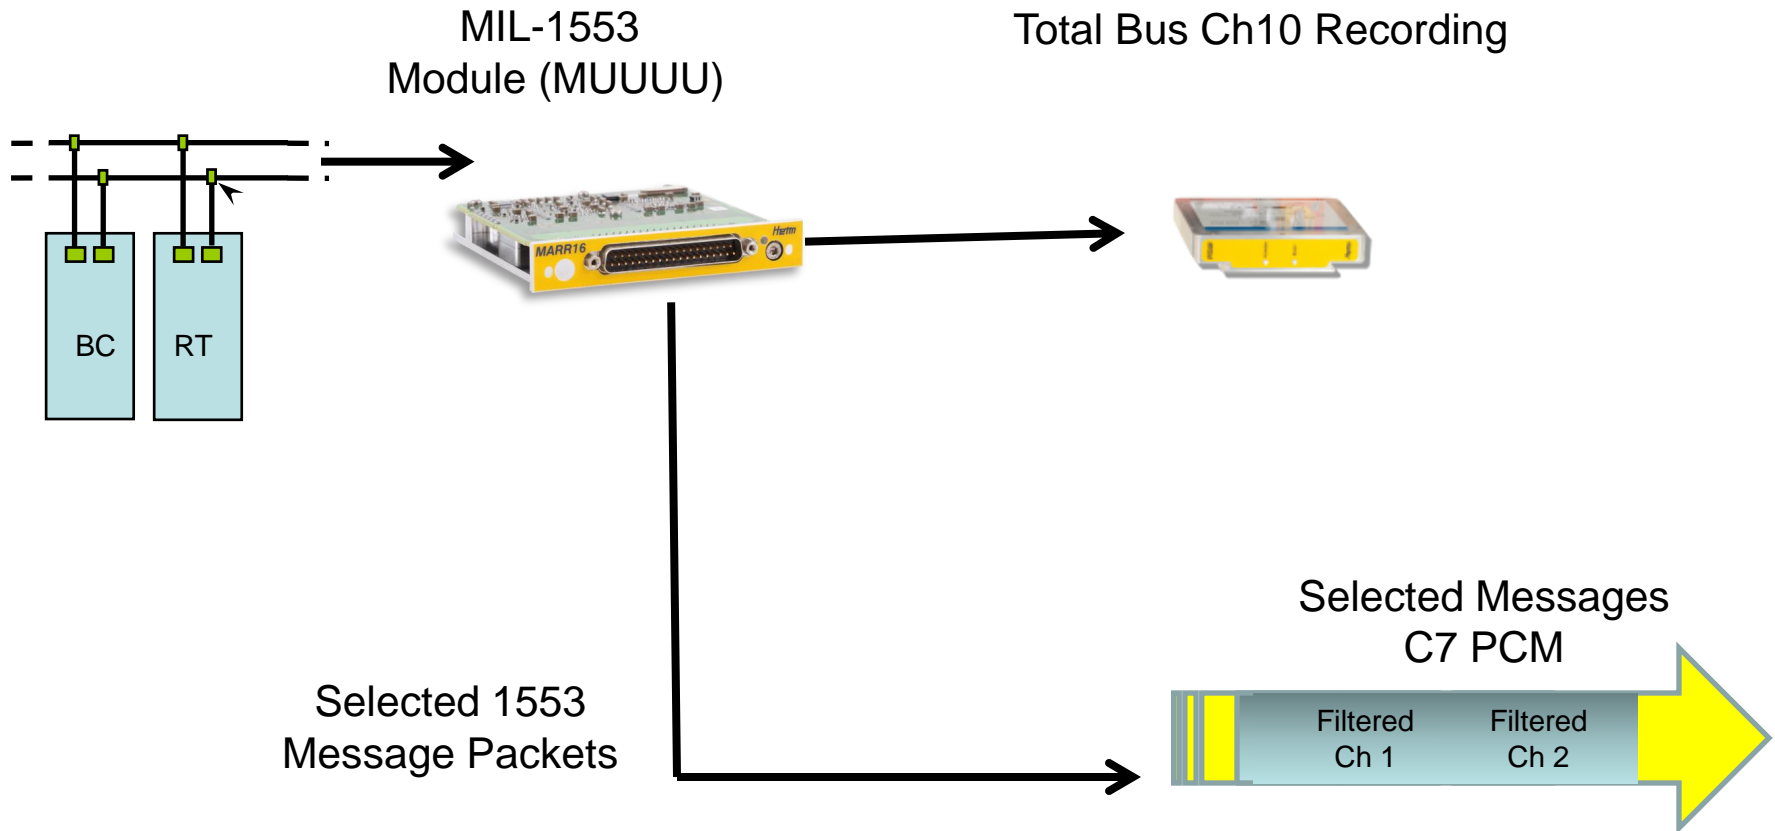 MIL-1553
Module (MUUUU)
Total Bus Ch10 Recording
MARR16
BC
RT
Selected Messages
C7 PCM
Selected 1553
Message Packets
Filtered
Ch 1
Filtered
Ch 2